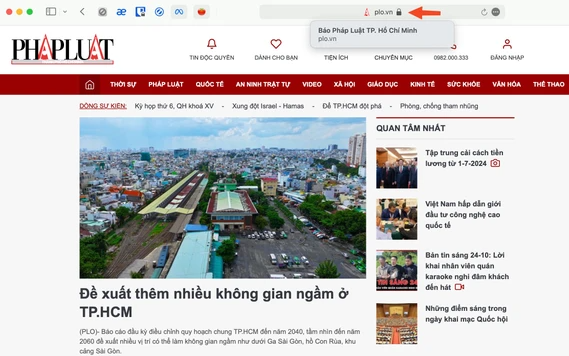 plo.vn
Báo Pháp Luật TP. Hồ Chí Minh
plo.vn
PHÁPLUẬT
TIN ĐỘC QUYỀN
DÀNH CHO BẠN
TIỆN ÍCH
CHUYÊN MỤC
0982.000.333
ĐĂNG NHẬP
THỜI SỰ PHÁP LUẬT QUỐC TẾ AN NINH TRẬT TỰ VIDEO XÃ HỘI GIÁO DỤC KINH TẾ SỨC KHỎE VĂN HÓA THỂ THAO
DÒNG SỰ KIỆN: Kỳ họp thứ 6, QH khoá XV Xung đột Israel - Hamas Để TP.HCM đột phá Phòng, chống tham nhũng
Đề xuất thêm nhiều không gian ngầm ở
TP.HCM
(PLO)- Báo cáo đầu kỳ điều chỉnh quy hoạch chung TP.HCM đến năm 2040, tầm nhìn đến năm
2060 đề xuất nhiều vị trí có thể làm không gian ngầm như dưới Ga Sài Gòn, hồ Con Rùa, khu
cảng Sài Gòn.
QUAN TÂM NHẤT
Tập trung cải cách tiền
lương từ 1-7-2024
Việt Nam hấp dẫn giới
đầu tư công nghệ cao
quốc tế
Bản tin sáng 24-10: Lời
khai nhân viên quán
karaoke nghi đâm khách
đến hát
TIN SÁNG 24
Những điểm sáng trong
ngày khai mạc Quốc hội